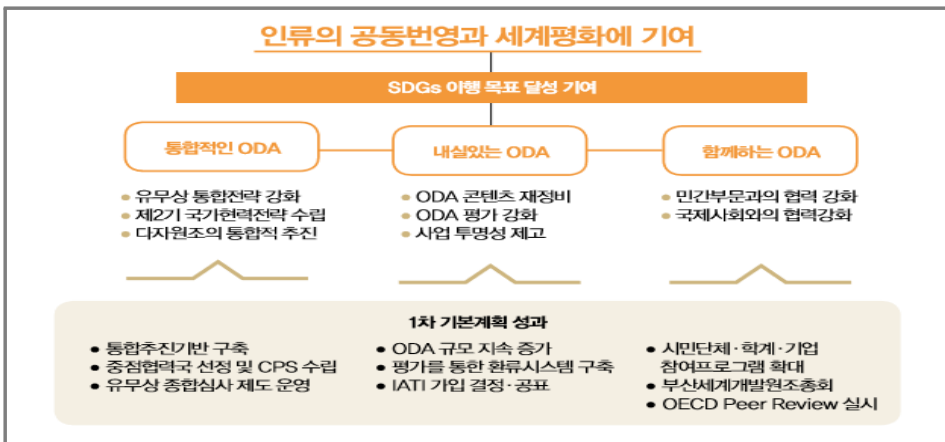 인류의 공동번영과 세계평화에 기여
SDGs 이행 목표 달성 기여
통합적인 ODA
내실있는 ODA
함께하는 ODA
● 유무상 통합전략 강화
● 제2기 국가현력전략 수립
● 다자원조의 통합적 추진
● ODA 콘텐츠 재정비
● ODA 평가 강화
● 사업 투명성 제고
● 민간부문과의 협력 강화
● 국제사회와의 협력강화
1차 기본계획 성과
● 통합추진기반 구축
● 중점협력국 선정 및 CPS 수립
● 유무상 종합심사 제도 운영
● ODA 규모 지속 증가
● 평가를 통한 환류시스템 구축
● IATI 가입 결정·공표
● 시민단체·학계·기업
참여프로그램 확대
● 부산세계개발원조총회
● OECD Peer Review 실시